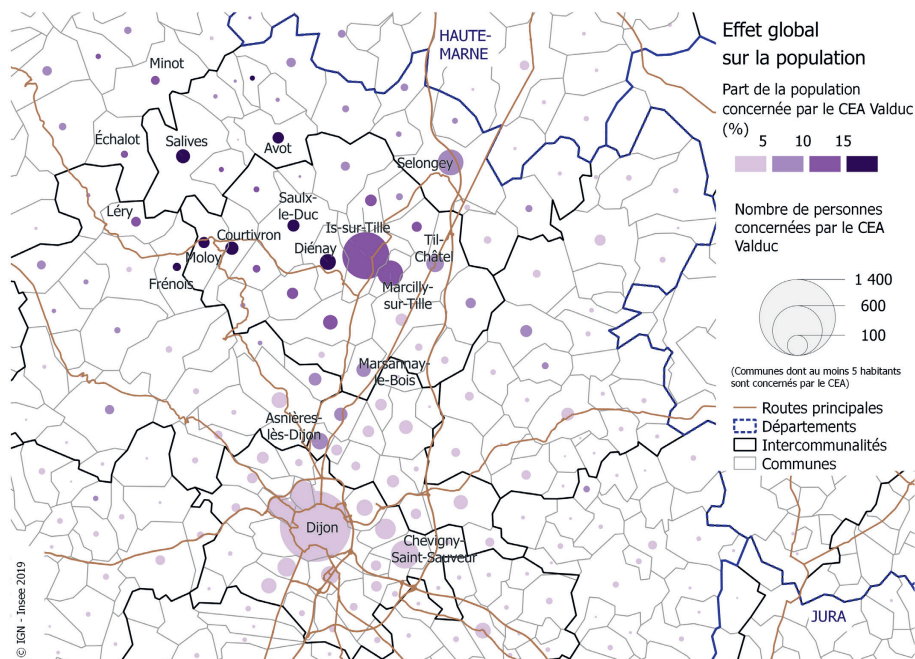 HAUTE-
MARNE
Minot
Échalot
Salives
Avot
Selongey
Léry
Saulx-
le-Duc
Courtivron
Is-sur-Tille
Til-
Châtel
Moloy
Diénay
Frénois
Marcilly-
sur-Tille
Marsannay-
le-Bois
Asnières-
lès-Dijon
Dijon
Chevigny-
Saint-Sauveur
JURA
© IGN - Insee 2019
Effet global
sur la population
Part de la population
concernée par le CEA Valduc
(%)
5 10 15
Nombre de personnes
concernées par le CEA
Valduc
1 400
600
100
(Communes dont au moins 5 habitants
sont concernés par le CEA)
Routes principales
Départements
Intercommunalités
Communes